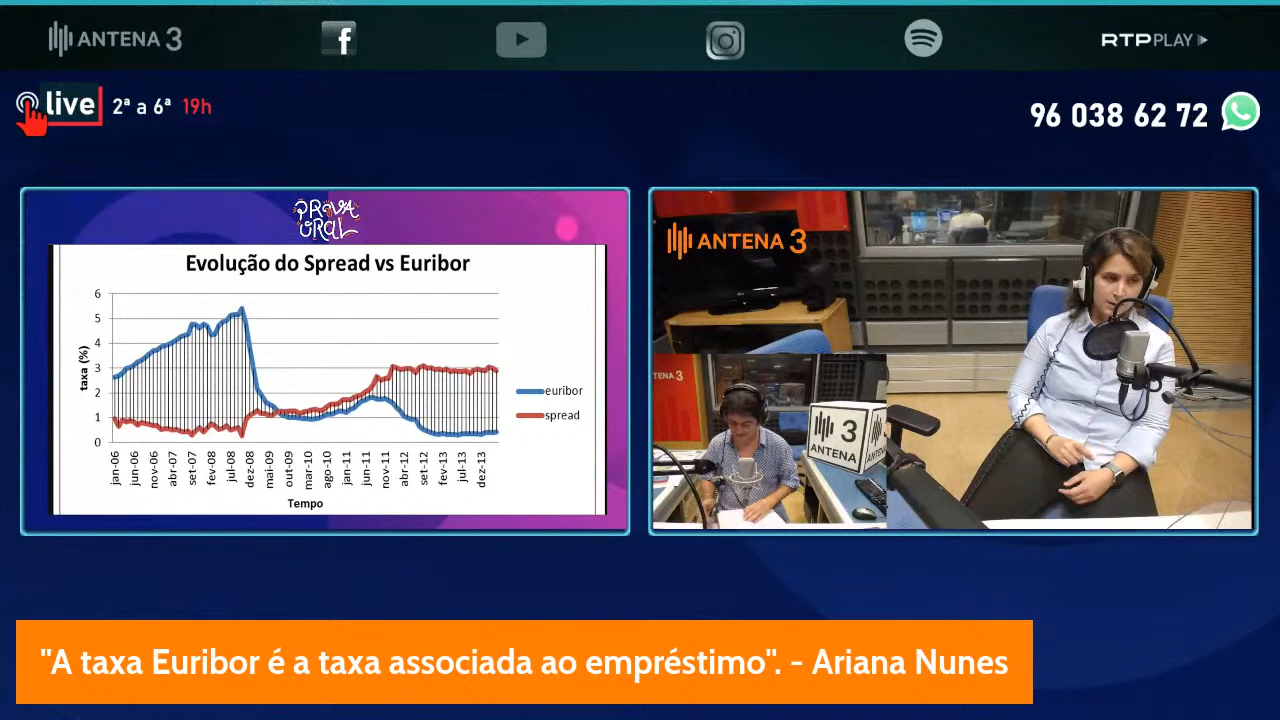 ANTENA 3
f
RTP PLAY
live 2ª a 6ª 19h
96 038 62 72
PROVA
ORAL
Evolução do Spread vs Euribor
taxa (%)
6
5
4
3
2
1
0
euribor
spread
jan-06 jun-06 nov-06 abr-07 set-07 fev-08 jul-08 dez-08 mai-09 out-09 mar-10 ago-10 jan-11 jun-11 nov-11 abr-12 set-12 fev-13 jul-13 dez-13
Tempo
ANTENA 3
TENA 3
3
ANTENA
"A taxa Euribor é a taxa associada ao empréstimo". - Ariana Nunes